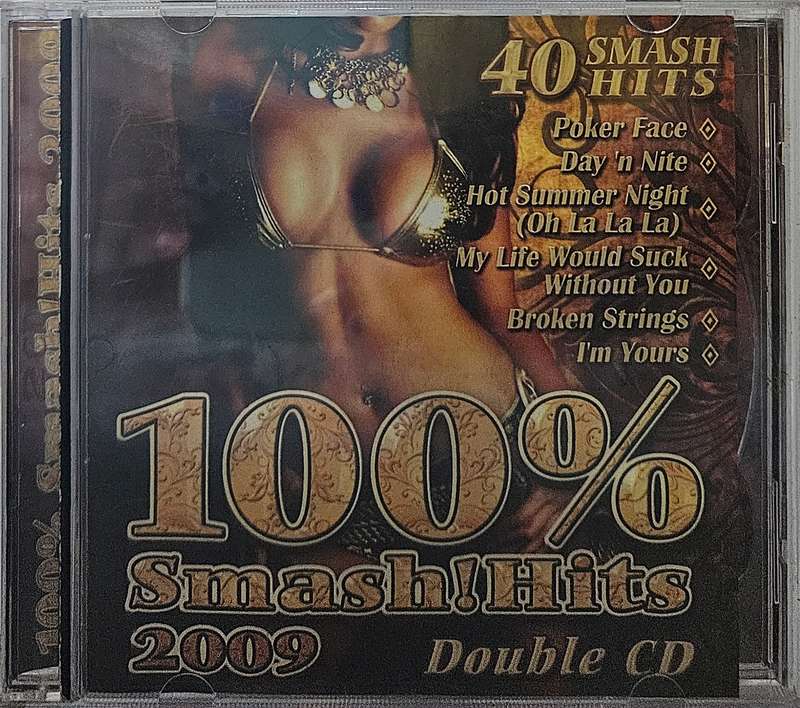 100% Smash!Hits 2009
40 SMASH
HITS
Poker Face
Day 'n Nite
Hot Summer Night
(Oh La La La)
My Life Would Suck
Without You
Broken Strings
I'm Yours
100%
Smash!Hits
2009 Double CD